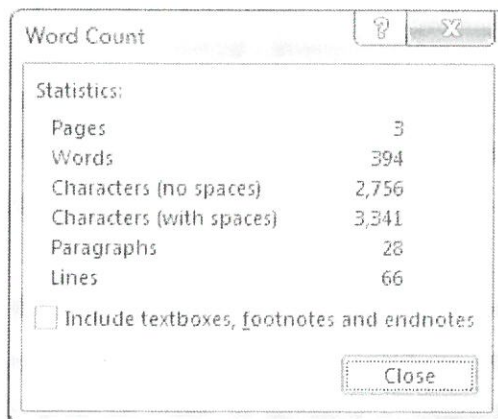 Word Count
Statistics:
Pages 3
Words 394
Characters (no spaces) 2,756
Characters (with spaces) 3,341
Paragraphs 28
Lines 66
Include textboxes, footnotes and endnotes
Close